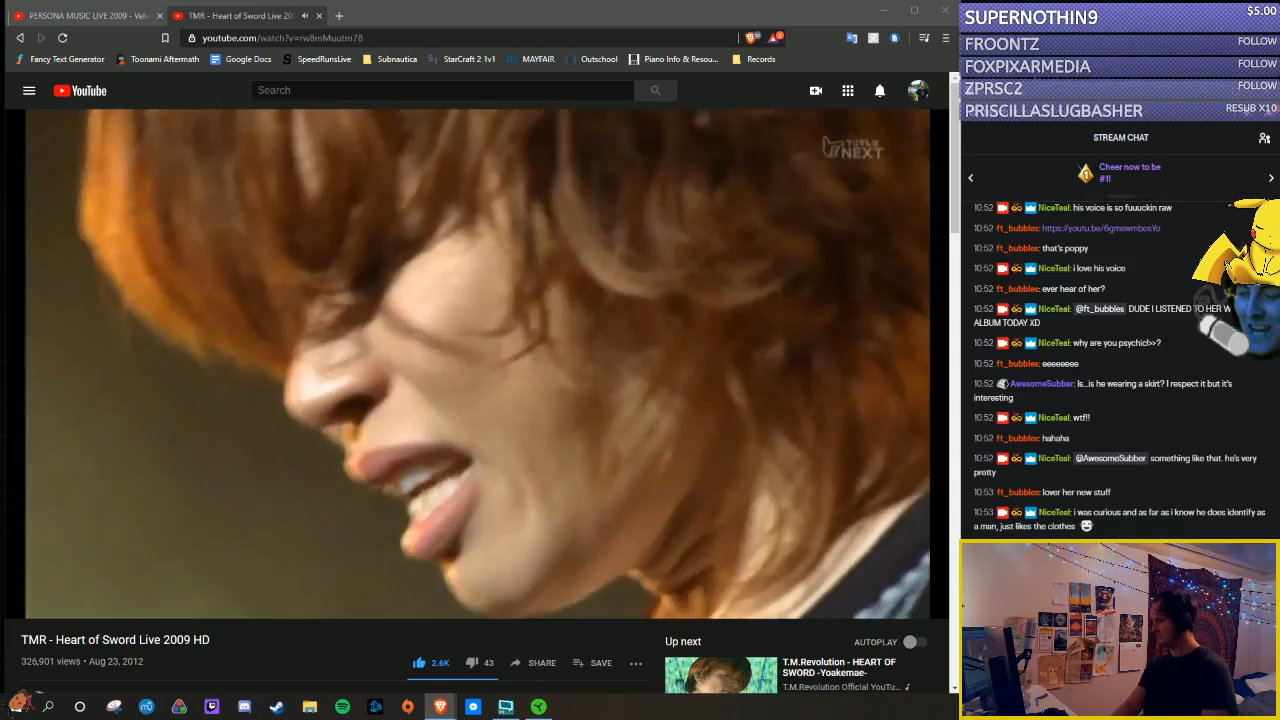 PERSONA MUSIC LIVE 2009 - Velv
TMR - Heart of Sword Live 200
youtube.com/watch?v=rw8mMuutm78
Fancy Text Generator
Toonami Aftermath
Google Docs
SpeedRunsLive
Subnautica
StarCraft 2 1v1
MAYFAIR
Outschool
Piano Info & Resou...
Records
YouTube
Search
NEXT
TMR - Heart of Sword Live 2009 HD
326,901 views • Aug 23, 2012
2.6K
43
SHARE
SAVE
Up next
AUTOPLAY
T.M.Revolution - HEART OF
SWORD -Yoakemae-
T.M.Revolution Official YouTu...
$5.00
SUPERNOTHIN9
FROONTZ FOLLOW
FOXPIXARMEDIA FOLLOW
ZPRSC2 FOLLOW
PRISCILLASLUGBASHER RESUB X10
STREAM CHAT
Cheer now to be
#1!
10:52 NiceTeal: his voice is so fuuuckin raw
10:52 ft_bubbles: https://youtu.be/6gmswmbosYo
ft_bubbles: that's poppy
10:52 NiceTeal: i love his voice
ft_bubbles: ever hear of her?
10:52 NiceTeal: @ft_bubbles DUDE I LISTENED TO HER W
ALBUM TODAY XD
10:52 NiceTeal: why are you psychic!>>?
ft_bubbles: eeeeeeee
10:52 AwesomeSubber: Is...is he wearing a skirt? I respect it but it's
interesting
10:52 NiceTeal: wtf!!
ft_bubbles: hahaha
10:52 NiceTeal: @AwesomeSubber something like that. he's very
pretty
10:53 ft_bubbles: lover her new stuff
10:53 NiceTeal: i was curious and as far as i know he does identify as
a man, just likes the clothes